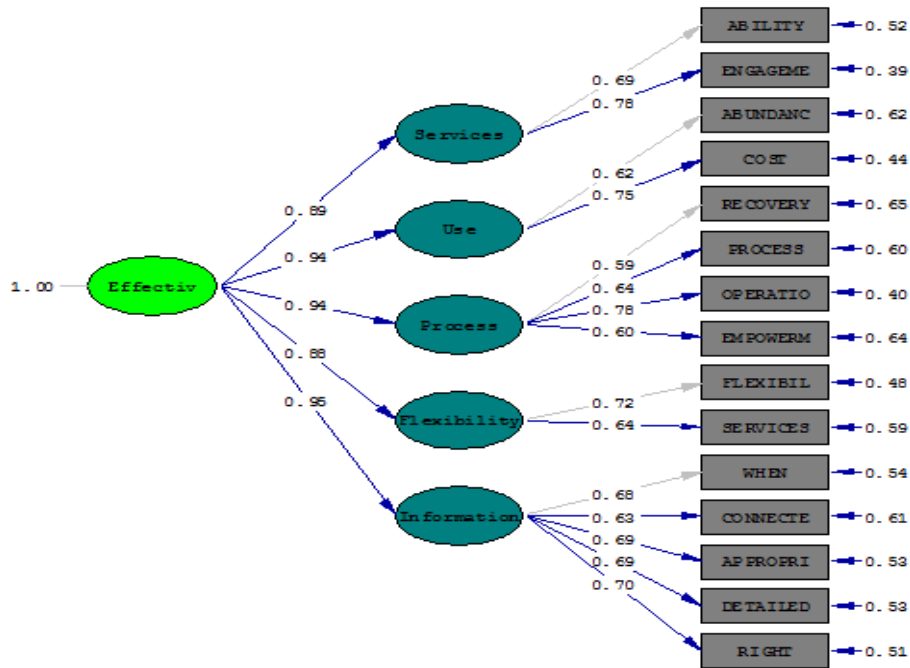 ABILITY
0.52
ENGAGEME
0.39
0.69
0.78
ABUNDANC
0.62
Services
COST
0.44
0.62
0.75
RECOVERY
0.65
0.89
Use
PROCESS
0.60
0.94
0.59
0.64
1.00
Effectiv
OPERATIO
0.40
0.78
0.94
Process
0.60
EMPOWERM
0.64
0.88
FLEXIBIL
0.48
0.72
0.95
Flexibility
0.64
SERVICES
0.59
WHEN
0.54
0.68
Information
0.63
CONNECTE
0.61
0.69
APPROPRI
0.53
0.69
0.70
DETAILED
0.53
RIGHT
0.51